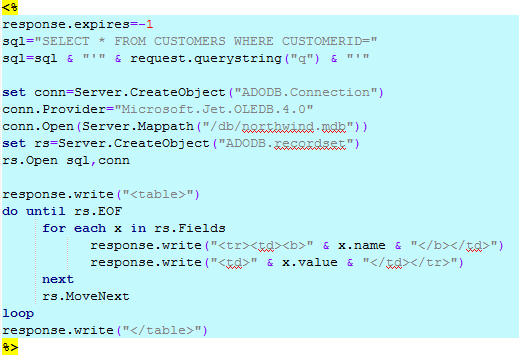 <%
response.expires=-1
sql="SELECT * FROM CUSTOMERS WHERE CUSTOMERID="
sql=sql & "'" & request.querystring("q") & "'"
set conn=Server.CreateObject("ADODB.Connection")
conn.Provider="Microsoft.Jet.OLEDB.4.0"
conn.Open(Server.Mappath("/db/northwind.mdb"))
set rs=Server.CreateObject("ADODB.recordset")
rs.Open sql,conn
response.write("<table>")
do until rs.EOF
for each x in rs.Fields
response.write("<tr><td><b>" & x.name & "</b></td>")
response.write("<td>" & x.value & "</td></tr>")
next
rs.MoveNext
loop
response.write("</table>")
%>